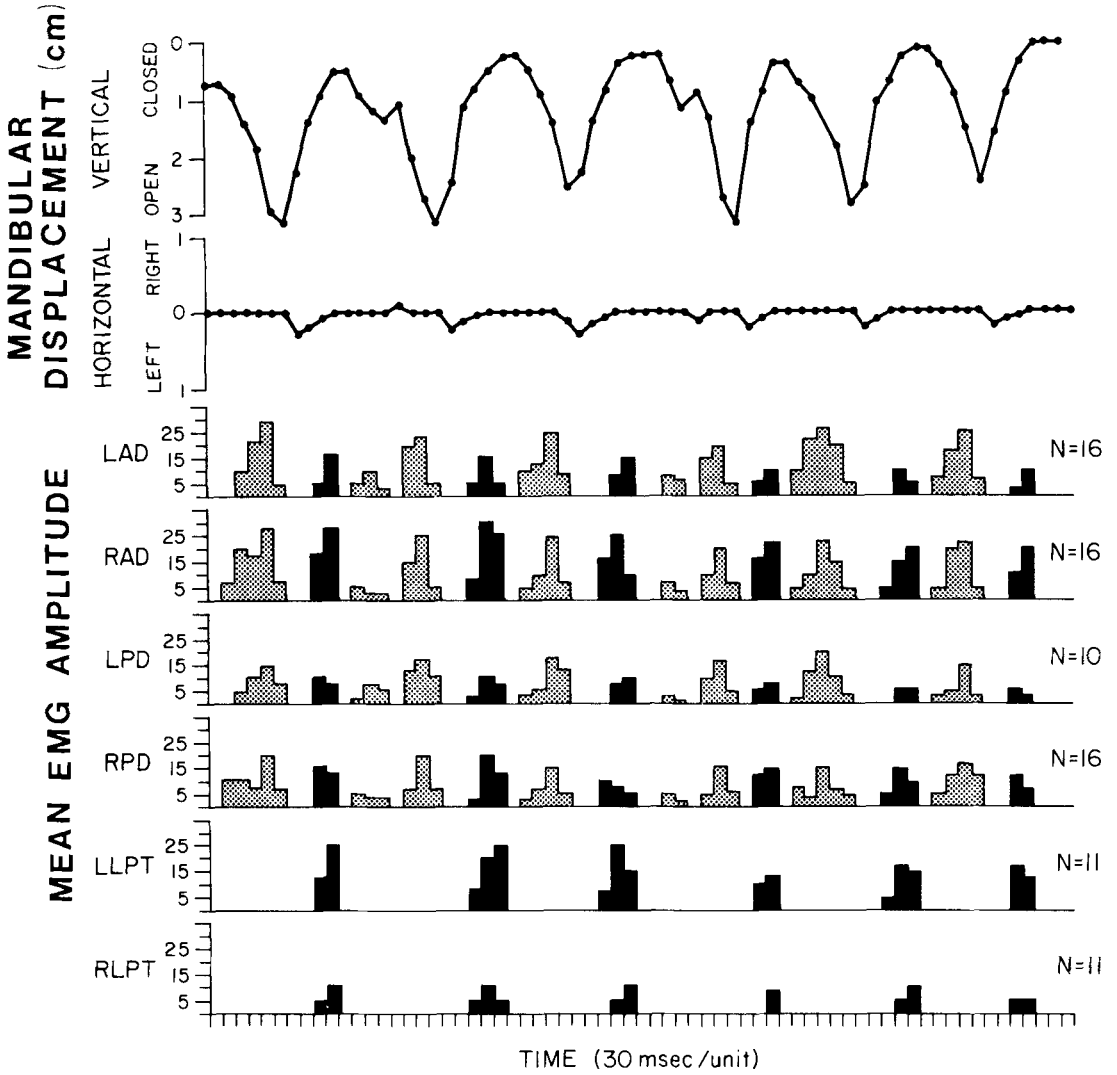 MANDIBULAR
DISPLACEMENT (cm)
VERTICAL
OPEN CLOSED
0
1
2
3
HORIZONTAL
LEFT RIGHT
1
0
1
MEAN EMG AMPLITUDE
LAD
25
15
5
N=16
RAD
25
15
5
N=16
LPD
25
15
5
N=10
RPD
25
15
5
N=16
LLPT
25
15
5
N=11
RLPT
25
15
5
N=11
TIME (30 msec/unit)